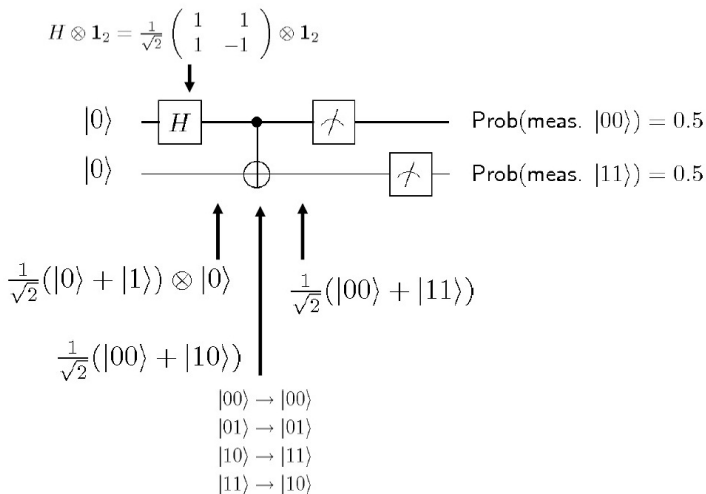 H ⊗ 𝟏₂ = 1/√2 ( 1 1 ; 1 −1 ) ⊗ 𝟏₂
|0⟩ H Prob(meas. |00⟩) = 0.5
|0⟩ Prob(meas. |11⟩) = 0.5
1/√2(|0⟩ + |1⟩) ⊗ |0⟩
1/√2(|00⟩ + |11⟩)
1/√2(|00⟩ + |10⟩)
|00⟩ → |00⟩
|01⟩ → |01⟩
|10⟩ → |11⟩
|11⟩ → |10⟩